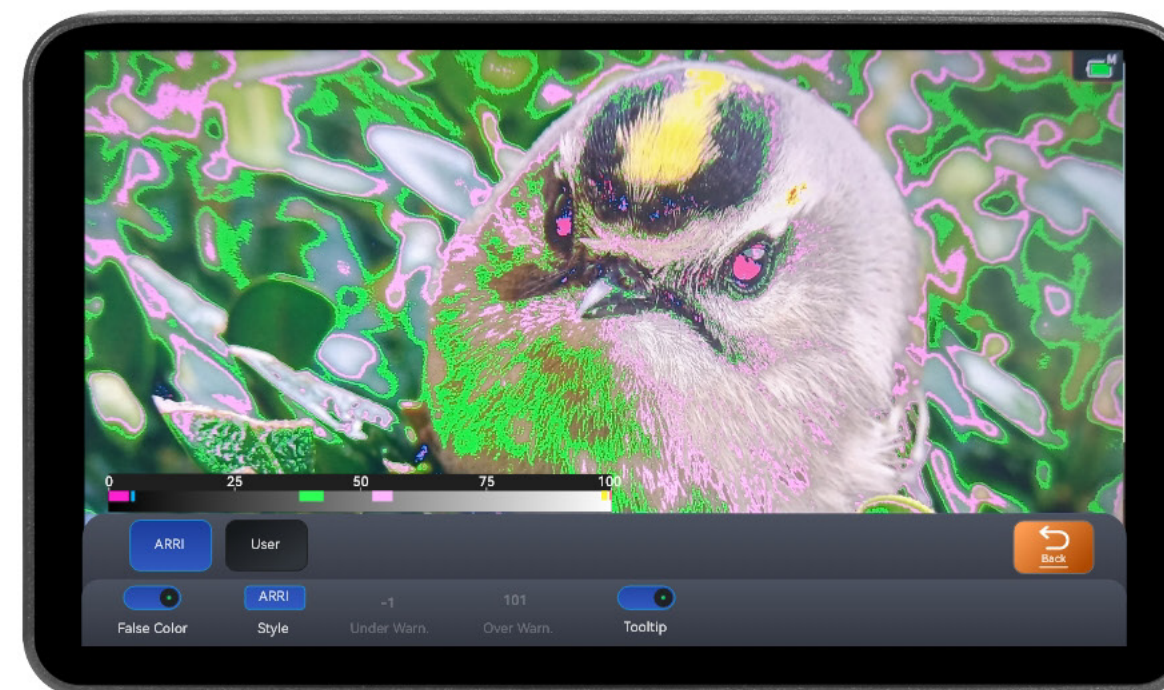 M
0 25 50 75 100
ARRI User
Back
ARRI -1 101
False Color Style Under Warn. Over Warn. Tooltip